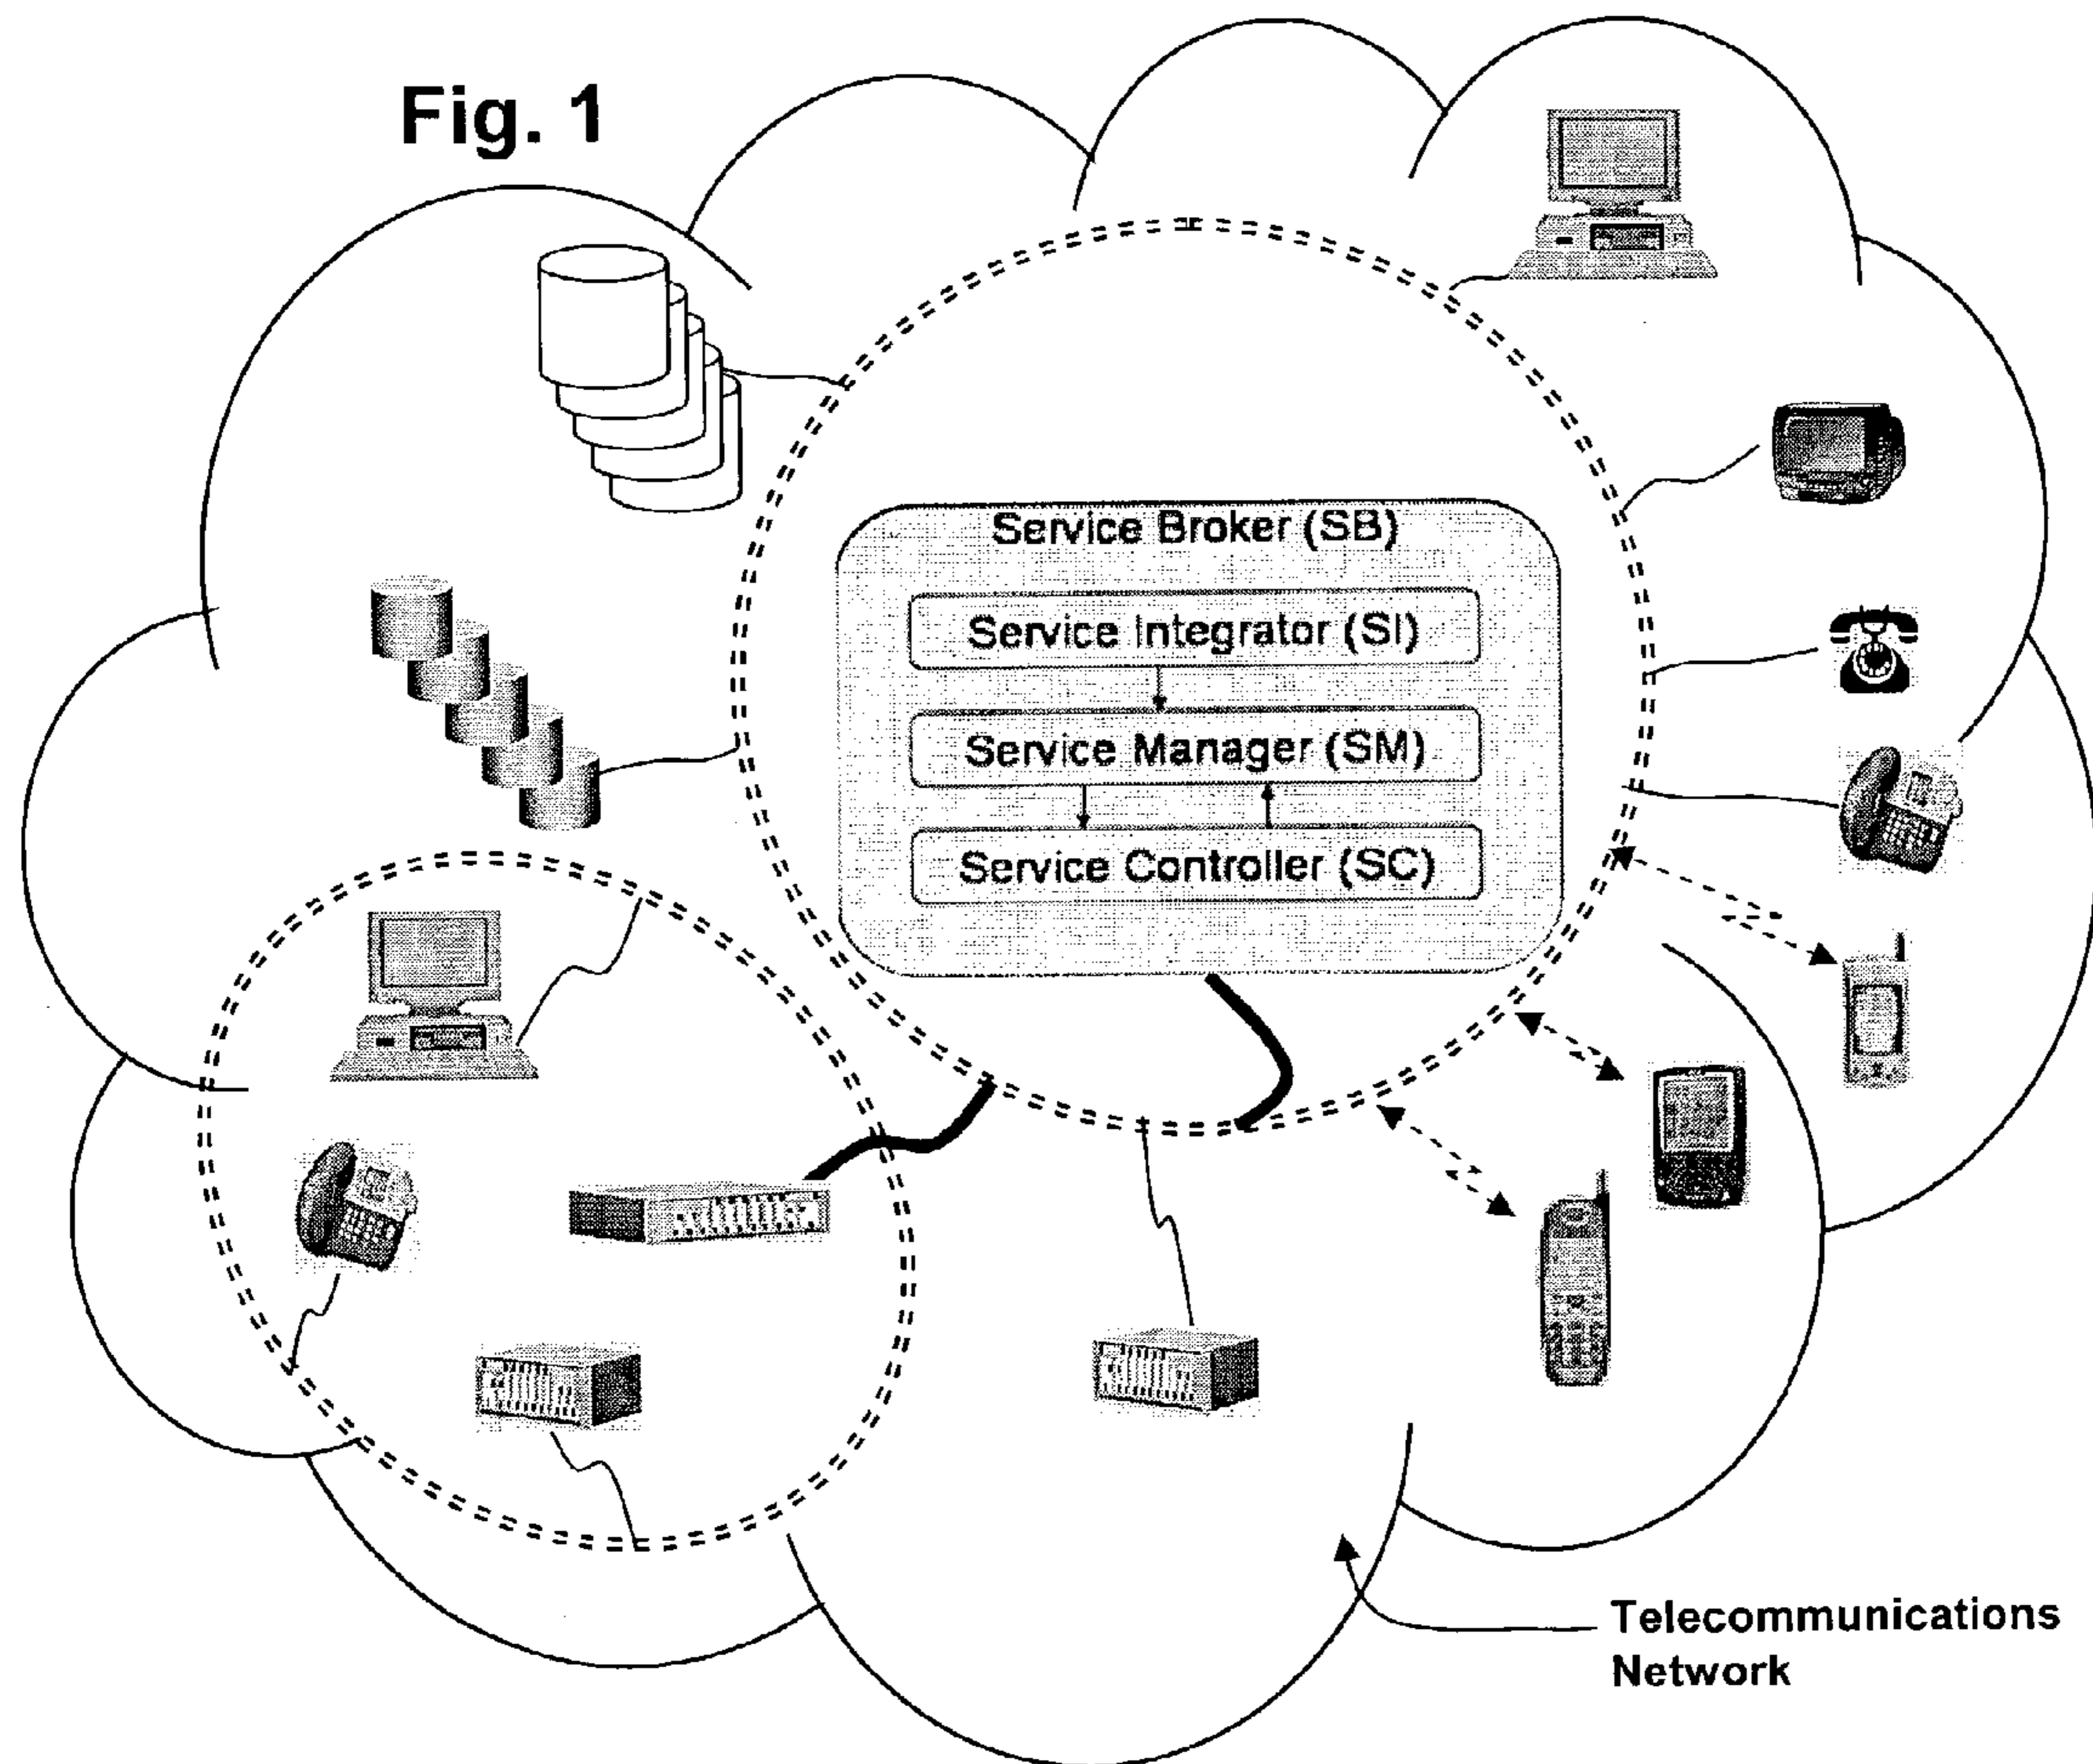 Fig. 1
Service Broker (SB)
Service Integrator (SI)
Service Manager (SM)
Service Controller (SC)
Telecommunications
Network